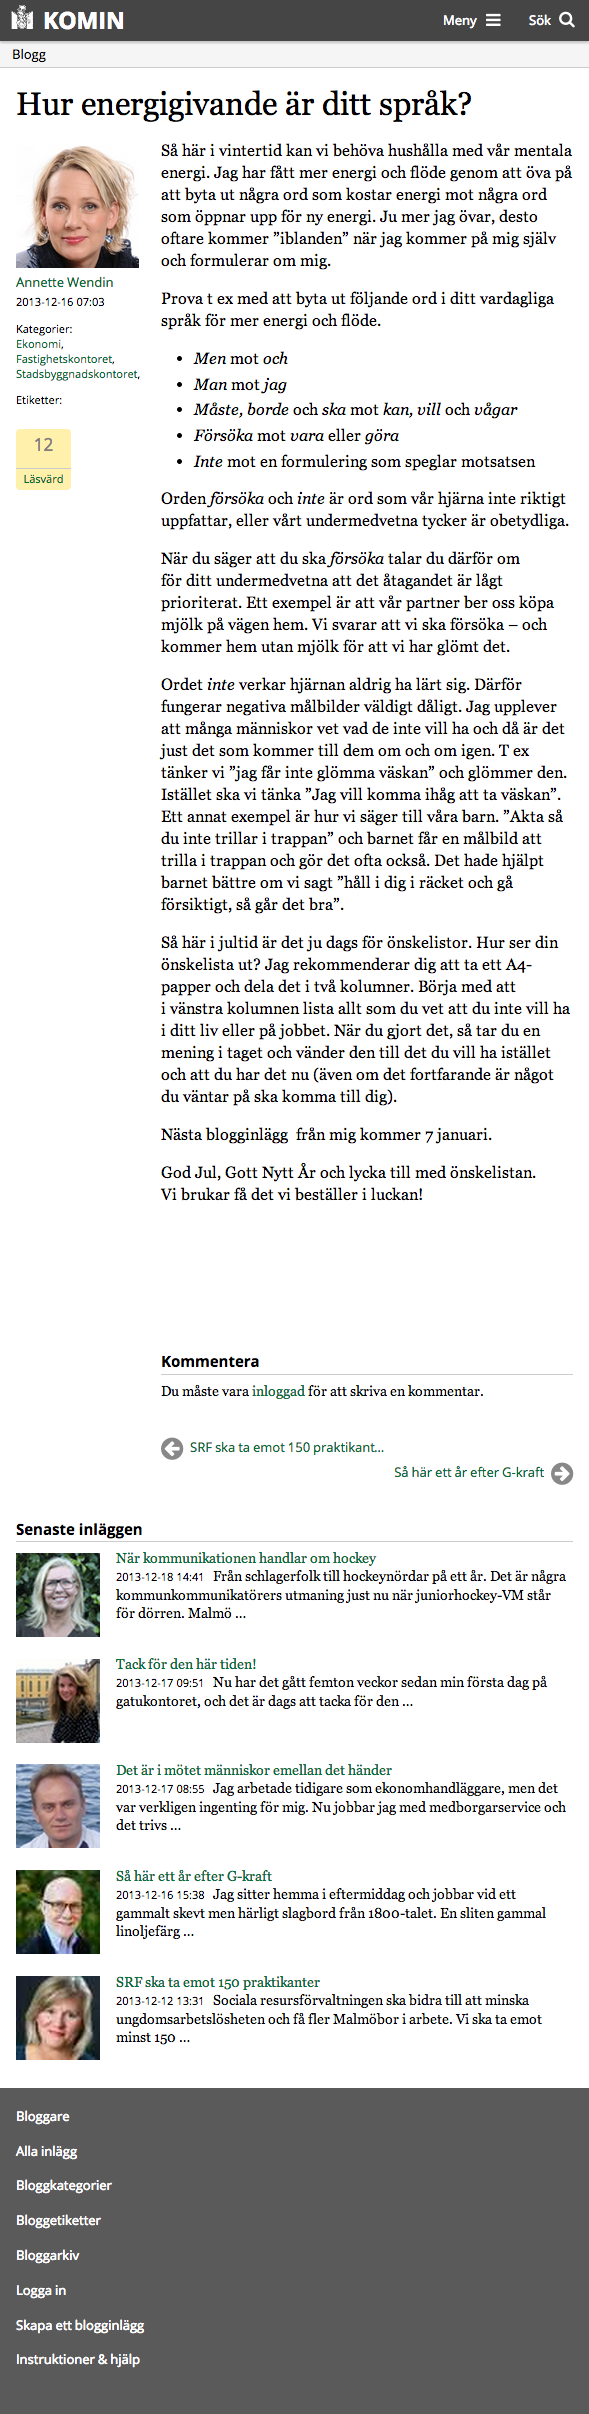 KOMIN
Meny
Sök
Blogg
Hur energigivande är ditt språk?
Annette Wendin
2013-12-16 07:03
Kategorier:
Ekonomi,
Fastighetskontoret,
Stadsbyggnadskontoret,
Etiketter:
12
Läsvärd
Så här i vintertid kan vi behöva hushålla med vår mentala
energi. Jag har fått mer energi och flöde genom att öva på
att byta ut några ord som kostar energi mot några ord
som öppnar upp för ny energi. Ju mer jag övar, desto
oftare kommer ”iblanden” när jag kommer på mig själv
och formulerar om mig.
Prova t ex med att byta ut följande ord i ditt vardagliga
språk för mer energi och flöde.
• Men mot och
• Man mot jag
• Måste, borde och ska mot kan, vill och vågar
• Försöka mot vara eller göra
• Inte mot en formulering som speglar motsatsen
Orden försöka och inte är ord som vår hjärna inte riktigt
uppfattar, eller vårt undermedvetna tycker är obetydliga.
När du säger att du ska försöka talar du därför om
för ditt undermedvetna att det åtagandet är lågt
prioriterat. Ett exempel är att vår partner ber oss köpa
mjölk på vägen hem. Vi svarar att vi ska försöka – och
kommer hem utan mjölk för att vi har glömt det.
Ordet inte verkar hjärnan aldrig ha lärt sig. Därför
fungerar negativa målbilder väldigt dåligt. Jag upplever
att många människor vet vad de inte vill ha och då är det
just det som kommer till dem om och om igen. T ex
tänker vi ”jag får inte glömma väskan” och glömmer den.
Istället ska vi tänka ”Jag vill komma ihåg att ta väskan”.
Ett annat exempel är hur vi säger till våra barn. ”Akta så
du inte trillar i trappan” och barnet får en målbild att
trilla i trappan och gör det ofta också. Det hade hjälpt
barnet bättre om vi sagt ”håll i dig i räcket och gå
försiktigt, så går det bra”.
Så här i jultid är det ju dags för önskelistor. Hur ser din
önskelista ut? Jag rekommenderar dig att ta ett A4-
papper och dela det i två kolumner. Börja med att
i vänstra kolumnen lista allt som du vet att du inte vill ha
i ditt liv eller på jobbet. När du gjort det, så tar du en
mening i taget och vänder den till det du vill ha istället
och att du har det nu (även om det fortfarande är något
du väntar på ska komma till dig).
Nästa blogginlägg  från mig kommer 7 januari.
God Jul, Gott Nytt År och lycka till med önskelistan.
Vi brukar få det vi beställer i luckan!
Kommentera
Du måste vara inloggad för att skriva en kommentar.
SRF ska ta emot 150 praktikant...
Så här ett år efter G-kraft
Senaste inläggen
När kommunikationen handlar om hockey
2013-12-18 14:41 Från schlagerfolk till hockeynördar på ett år. Det är några
kommunkommunikatörers utmaning just nu när juniorhockey-VM står
för dörren. Malmö ...
Tack för den här tiden!
2013-12-17 09:51 Nu har det gått femton veckor sedan min första dag på
gatukontoret, och det är dags att tacka för den ...
Det är i mötet människor emellan det händer
2013-12-17 08:55 Jag arbetade tidigare som ekonomhandläggare, men det
var verkligen ingenting för mig. Nu jobbar jag med medborgarservice och
det trivs ...
Så här ett år efter G-kraft
2013-12-16 15:38 Jag sitter hemma i eftermiddag och jobbar vid ett
gammalt skevt men härligt slagbord från 1800-talet. En sliten gammal
linoljefärg ...
SRF ska ta emot 150 praktikanter
2013-12-12 13:31 Sociala resursförvaltningen ska bidra till att minska
ungdomsarbetslösheten och få fler Malmöbor i arbete. Vi ska ta emot
minst 150 ...
Bloggare
Alla inlägg
Bloggkategorier
Bloggetiketter
Bloggarkiv
Logga in
Skapa ett blogginlägg
Instruktioner & hjälp